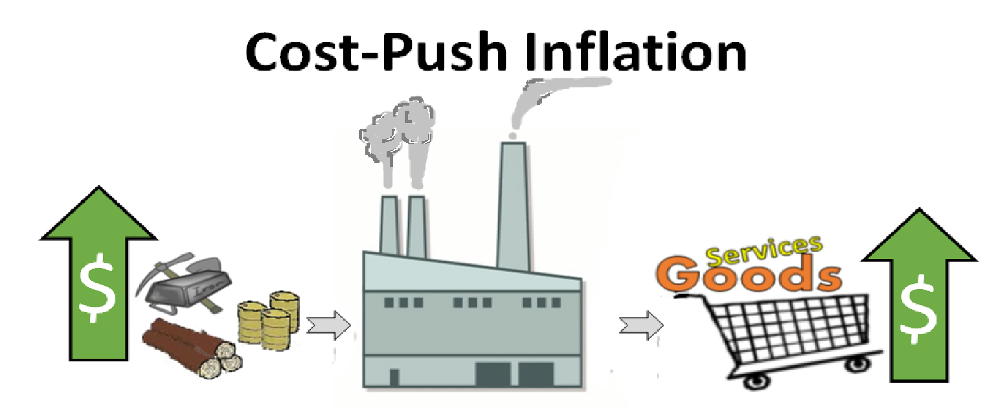 Cost-Push Inflation
$
Services
Goods
$